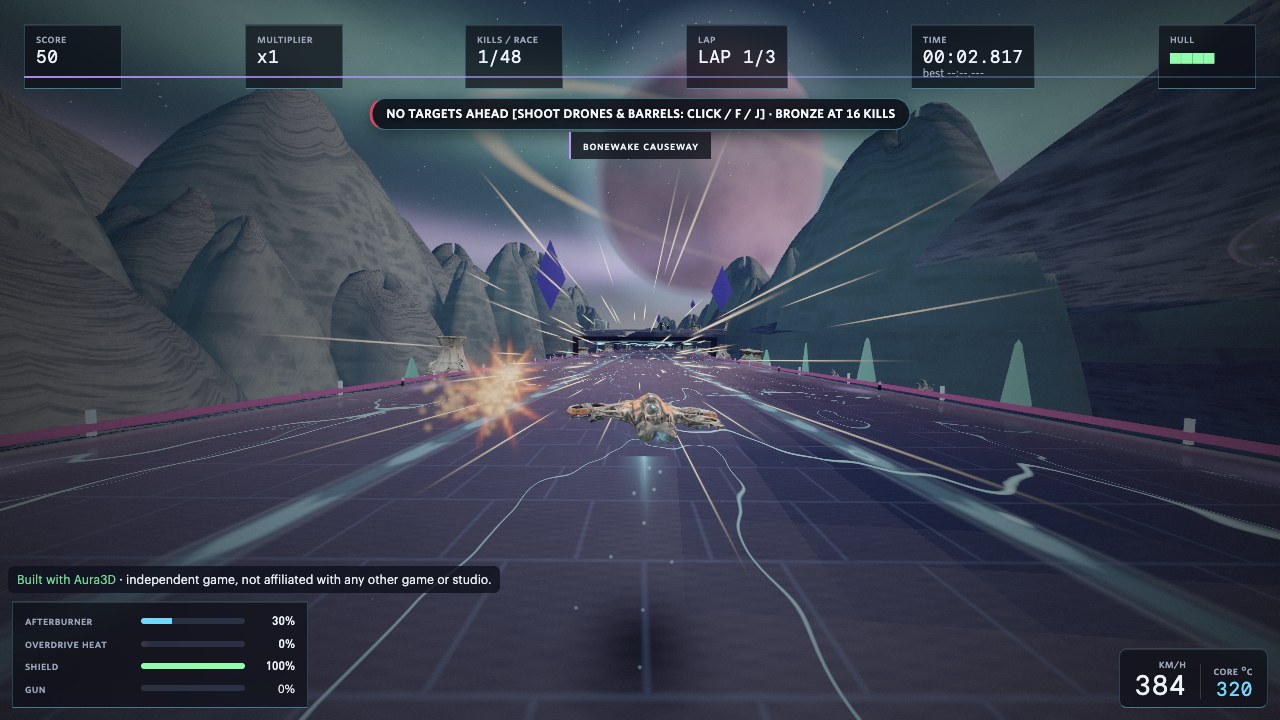 SCORE
50
MULTIPLIER
x1
KILLS / RACE
1/48
LAP
LAP 1/3
TIME
00:02.817
best --:--.---
HULL
NO TARGETS AHEAD [SHOOT DRONES & BARRELS: CLICK / F / J] · BRONZE AT 16 KILLS
BONEWAKE CAUSEWAY
Built with Aura3D · independent game, not affiliated with any other game or studio.
AFTERBURNER 30%
OVERDRIVE HEAT 0%
SHIELD 100%
GUN 0%
KM/H
384
CORE °C
320